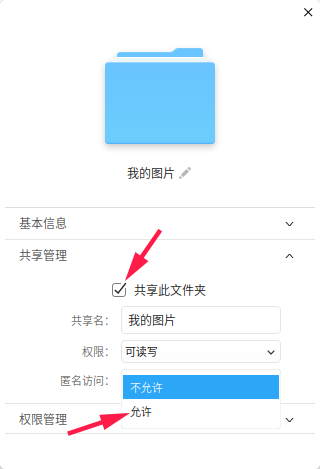 我的图片
基本信息
共享管理
共享此文件夹
共享名: 我的图片
权限: 可读写
匿名访问: 不允许
允许
权限管理